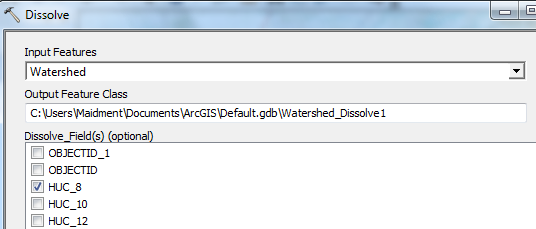 Dissolve
Input Features
Watershed
Output Feature Class
C:\Users\Maidment\Documents\ArcGIS\Default.gdb\Watershed_Dissolve1
Dissolve_Field(s) (optional)
OBJECTID_1
OBJECTID
HUC_8
HUC_10
HUC_12